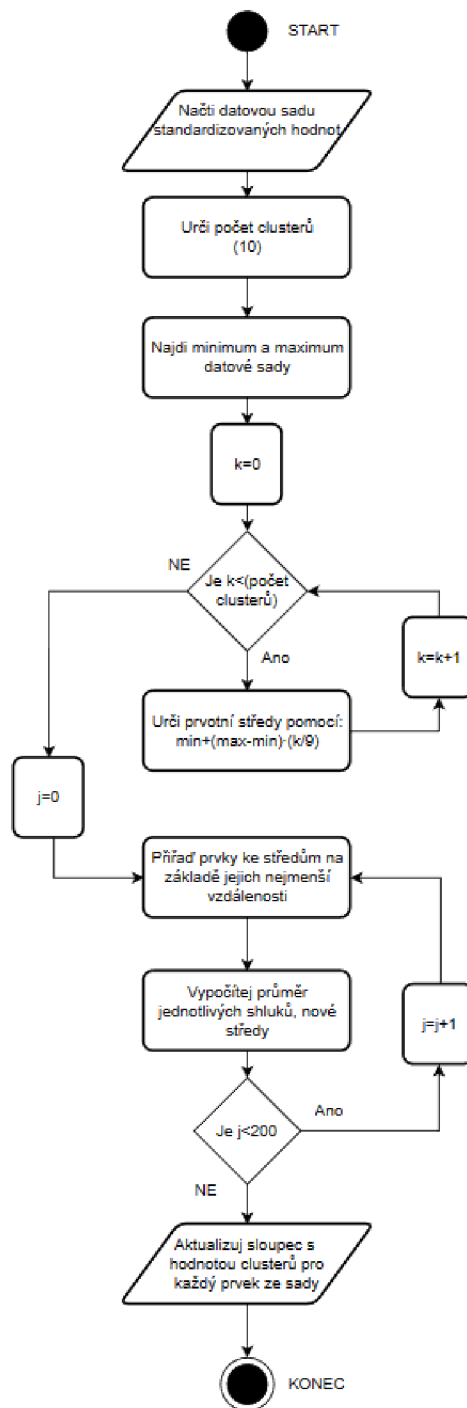 START
Načti datovou sadu
standardizovaných hodnot
Urči počet clusterů
(10)
Najdi minimum a maximum
datové sady
k=0
NE
Je k<(počet
clusterů)
Ano
k=k+1
Urči prvotní středy pomocí:
min+(max-min)·(k/9)
j=0
Přiřaď prvky ke středům na
základě jejich nejmenší
vzdálenosti
Vypočítej průměr
jednotlivých shluků, nové
středy
j=j+1
Je j<200
Ano
NE
Aktualizuj sloupec s
hodnotou clusterů pro
každý prvek ze sady
KONEC